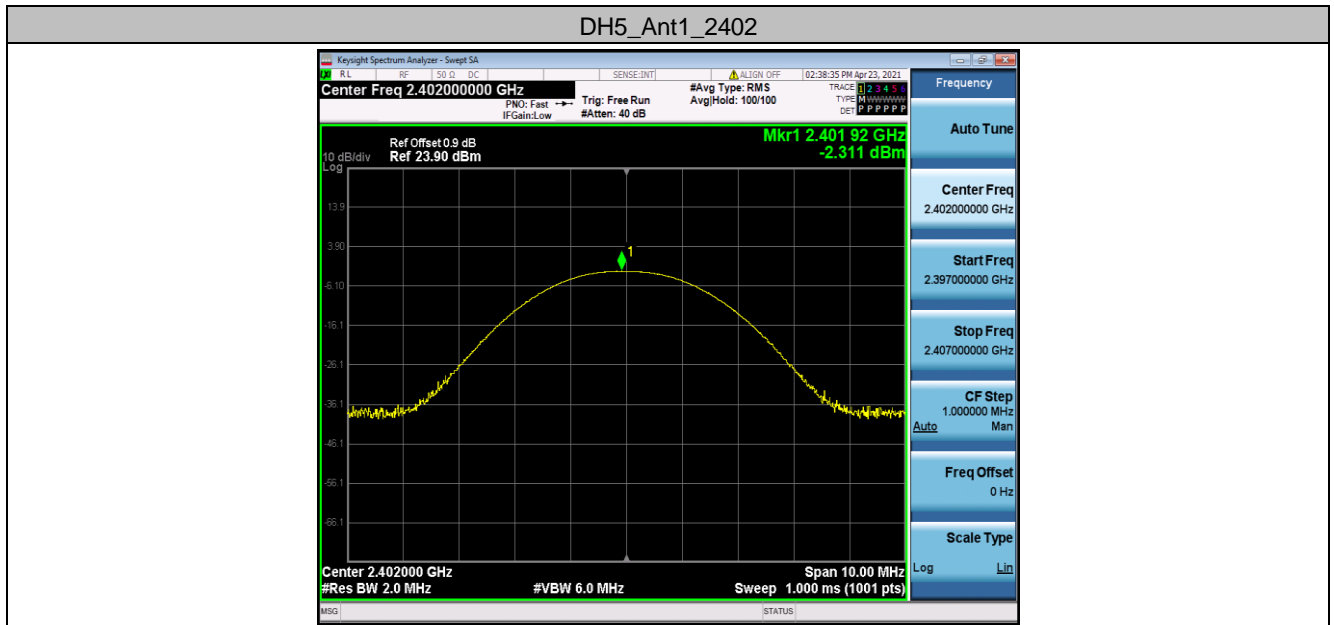 DH5_Ant1_2402
Keysight Spectrum Analyzer - Swept SA
RL RF 50 Ω DC SENSE:INT ALIGN OFF 02:38:35 PM Apr 23, 2021
Center Freq 2.402000000 GHz
PNO: Fast
IFGain:Low
Trig: Free Run
#Atten: 40 dB
#Avg Type: RMS
Avg|Hold: 100/100
TRACE 1 2 3 4 5 6
TYPE M WWWWW
DET P P P P P P
Mkr1 2.401 92 GHz
-2.311 dBm
Ref Offset 0.9 dB
10 dB/div Ref 23.90 dBm
Log
13.9
3.90
-6.10
-16.1
-26.1
-36.1
-46.1
-56.1
-66.1
1
Center 2.402000 GHz Span 10.00 MHz
#Res BW 2.0 MHz #VBW 6.0 MHz Sweep 1.000 ms (1001 pts)
MSG STATUS
Frequency
Auto Tune
Center Freq
2.402000000 GHz
Start Freq
2.397000000 GHz
Stop Freq
2.407000000 GHz
CF Step
1.000000 MHz
Auto Man
Freq Offset
0 Hz
Scale Type
Log Lin